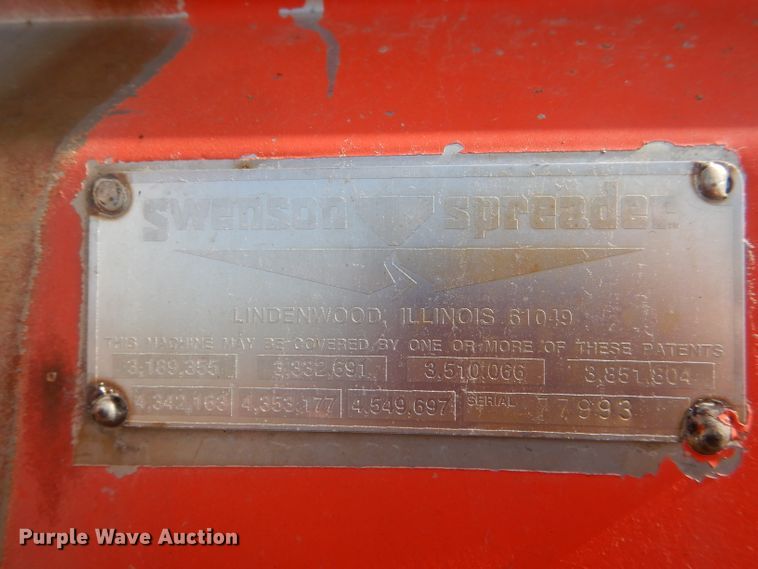 Swenson spreader
LINDENWOOD, ILLINOIS 61049
THIS MACHINE MAY BE COVERED BY ONE OR MORE OF THESE PATENTS
3,189,355 3,332,691 3,510,066 3,851,804
4,342,163 4,353,177 4,549,697 SERIAL 77993
Purple Wave Auction